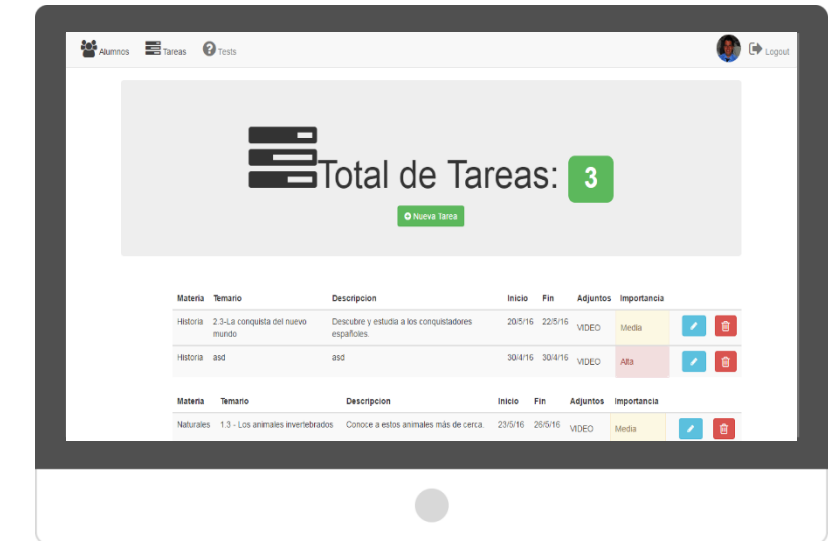 Alumnos Tareas Tests Logout
Total de Tareas: 3
Nueva Tarea
Materia Temario Descripcion Inicio Fin Adjuntos Importancia
Historia 2.3-La conquista del nuevo mundo Descubre y estudia a los conquistadores españoles. 20/5/16 22/5/16 VIDEO Media
Historia asd asd 30/4/16 30/4/16 VIDEO Alta
Materia Temario Descripcion Inicio Fin Adjuntos Importancia
Naturales 1.3 - Los animales invertebrados Conoce a estos animales más de cerca. 23/5/16 26/5/16 VIDEO Media